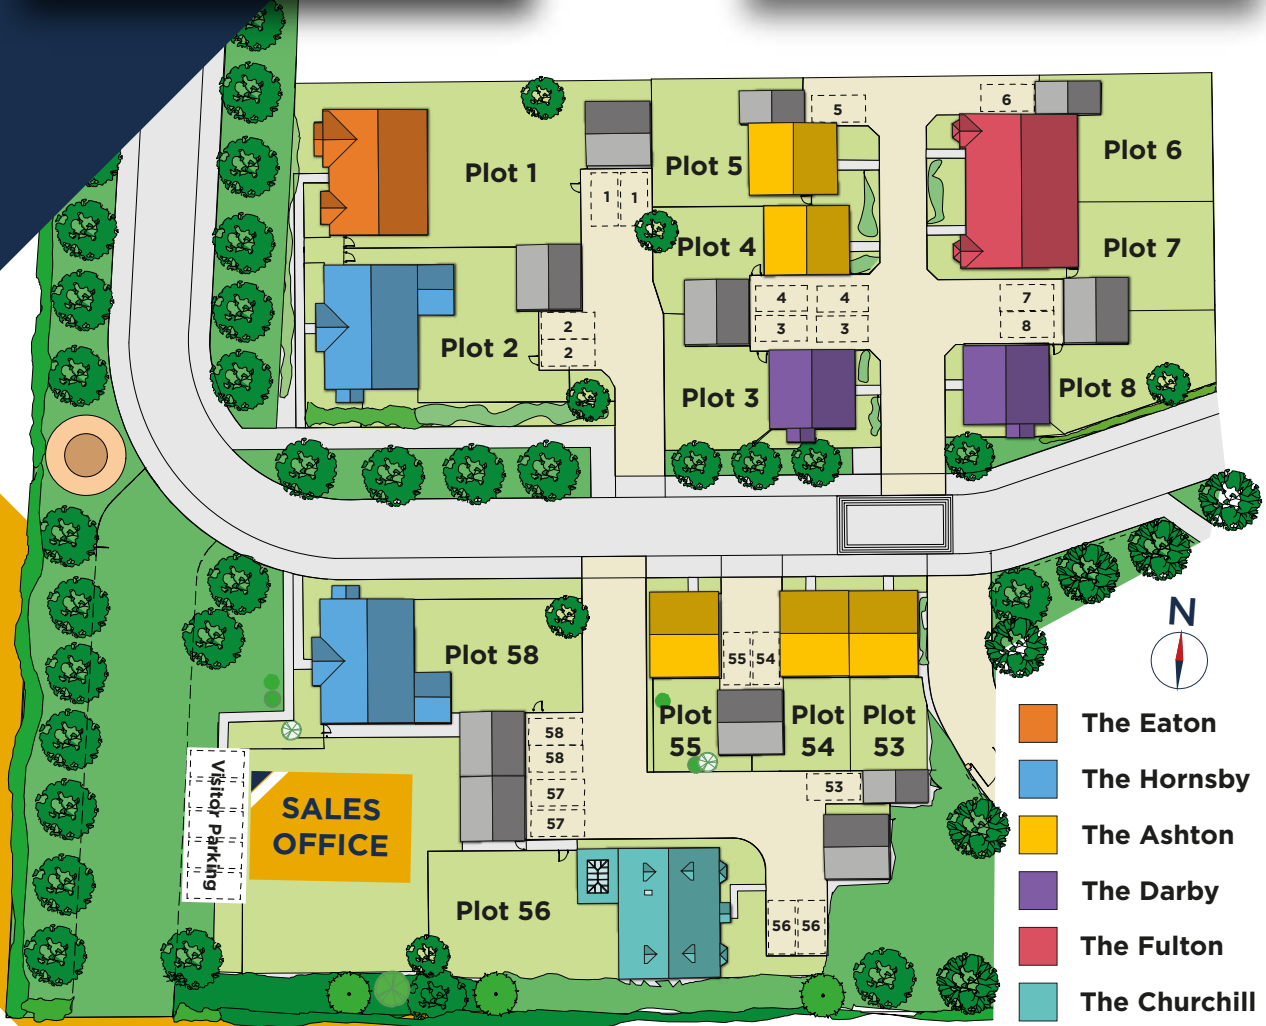 5
6
Plot 1
Plot 5
Plot 6
1 1
Plot 4
Plot 7
4 4
3 3
7
8
2
2
Plot 2
Plot 3
Plot 8
Plot 58
55 54
N
Plot
55
Plot
54
Plot
53
58
58
57
57
53
Visitor Parking
SALES
OFFICE
Plot 56
56 56
The Eaton
The Hornsby
The Ashton
The Darby
The Fulton
The Churchill